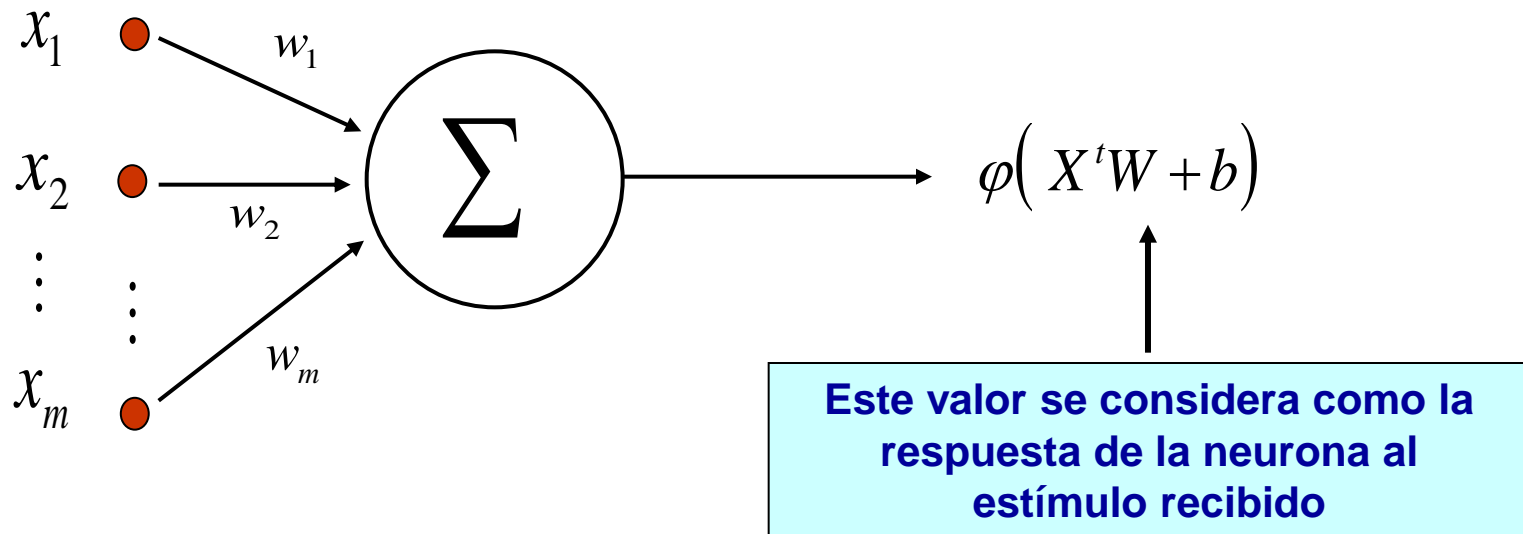 x₁
w₁
∑
x₂
w₂
φ( XᵗW + b )
⋮ ⋮
wₘ
xₘ
Este valor se considera como la
respuesta de la neurona al
estímulo recibido